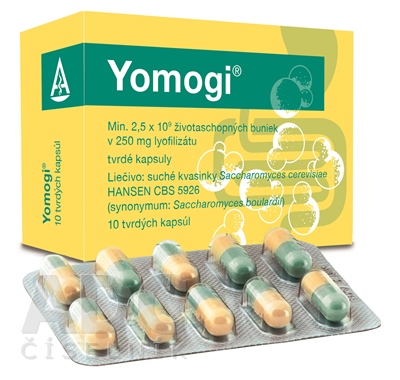 Yomogi®
Min. 2,5 x 10⁹ životaschopných buniek
v 250 mg lyofilizátu
tvrdé kapsuly
Liečivo: suché kvasinky Saccharomyces cerevisiae
HANSEN CBS 5926
(synonymum: Saccharomyces boulardii)
10 tvrdých kapsúl
Yomogi®
10 tvrdých kapsúl
ČÍSELNÍK